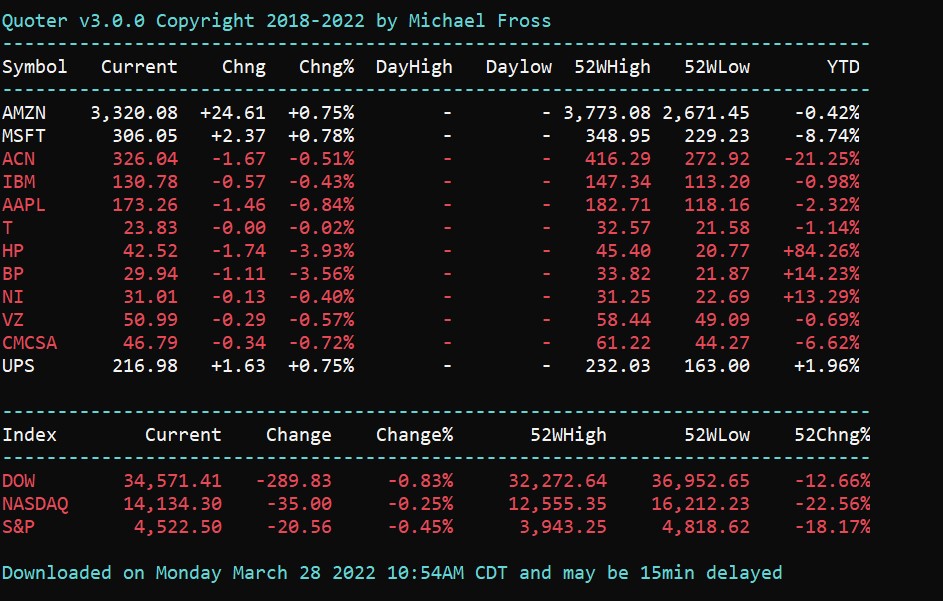 Quoter v3.0.0 Copyright 2018-2022 by Michael Fross
-------------------------------------------------------------------------------
Symbol   Current    Chng   Chng%  DayHigh   Daylow  52WHigh   52WLow       YTD
-------------------------------------------------------------------------------
AMZN    3,320.08  +24.61  +0.75%        -        - 3,773.08 2,671.45    -0.42%
MSFT      306.05   +2.37  +0.78%        -        -   348.95   229.23    -8.74%
ACN       326.04   -1.67  -0.51%        -        -   416.29   272.92   -21.25%
IBM       130.78   -0.57  -0.43%        -        -   147.34   113.20    -0.98%
AAPL      173.26   -1.46  -0.84%        -        -   182.71   118.16    -2.32%
T          23.83   -0.00  -0.02%        -        -    32.57    21.58    -1.14%
HP         42.52   -1.74  -3.93%        -        -    45.40    20.77   +84.26%
BP         29.94   -1.11  -3.56%        -        -    33.82    21.87   +14.23%
NI         31.01   -0.13  -0.40%        -        -    31.25    22.69   +13.29%
VZ         50.99   -0.29  -0.57%        -        -    58.44    49.09    -0.69%
CMCSA      46.79   -0.34  -0.72%        -        -    61.22    44.27    -6.62%
UPS       216.98   +1.63  +0.75%        -        -   232.03   163.00    +1.96%
-------------------------------------------------------------------------------
Index        Current    Change    Change%       52WHigh       52WLow    52Chng%
-------------------------------------------------------------------------------
DOW        34,571.41   -289.83     -0.83%     32,272.64    36,952.65    -12.66%
NASDAQ     14,134.30    -35.00     -0.25%     12,555.35    16,212.23    -22.56%
S&P         4,522.50    -20.56     -0.45%      3,943.25     4,818.62    -18.17%
Downloaded on Monday March 28 2022 10:54AM CDT and may be 15min delayed